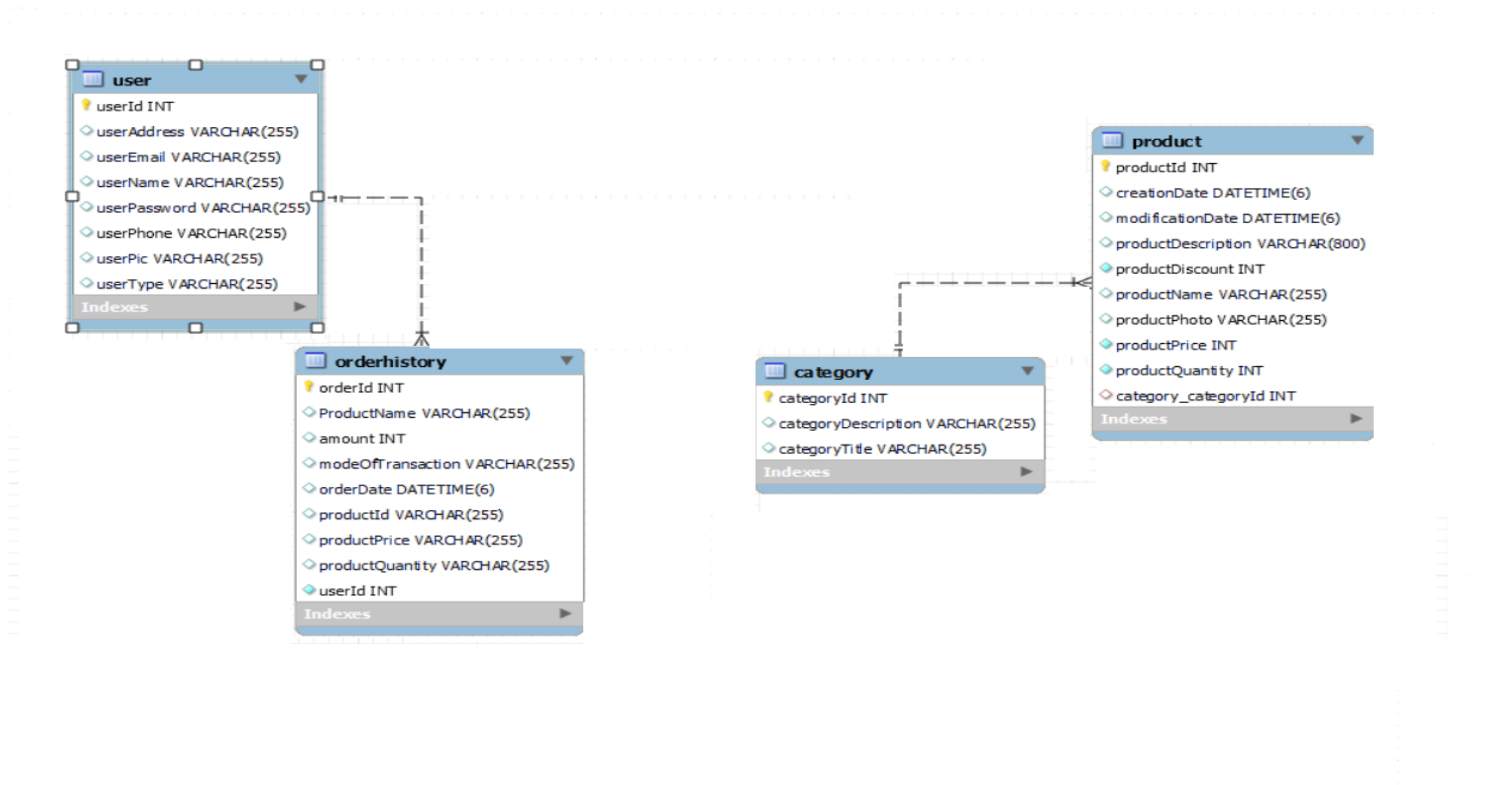 user
userId INT
userAddress VARCHAR(255)
userEmail VARCHAR(255)
userName VARCHAR(255)
userPassword VARCHAR(255)
userPhone VARCHAR(255)
userPic VARCHAR(255)
userType VARCHAR(255)
Indexes
orderhistory
orderId INT
ProductName VARCHAR(255)
amount INT
modeOfTransaction VARCHAR(255)
orderDate DATETIME(6)
productId VARCHAR(255)
productPrice VARCHAR(255)
productQuantity VARCHAR(255)
userId INT
Indexes
category
categoryId INT
categoryDescription VARCHAR(255)
categoryTitle VARCHAR(255)
Indexes
product
productId INT
creationDate DATETIME(6)
modificationDate DATETIME(6)
productDescription VARCHAR(800)
productDiscount INT
productName VARCHAR(255)
productPhoto VARCHAR(255)
productPrice INT
productQuantity INT
category_categoryId INT
Indexes